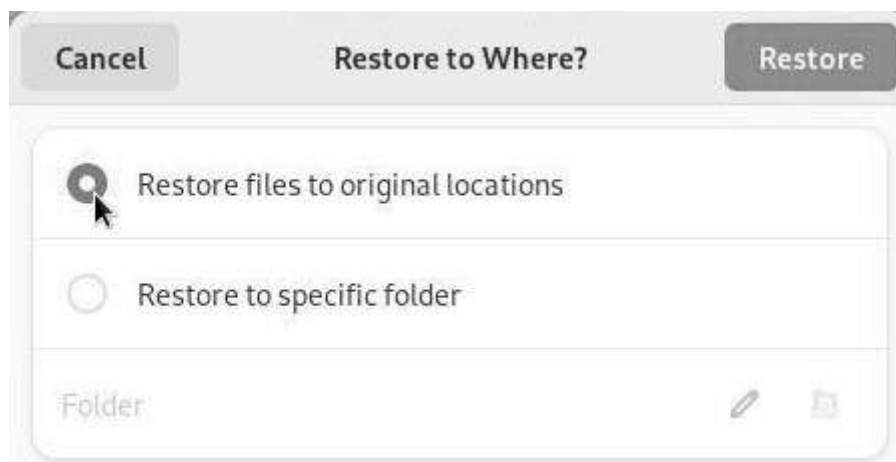 Cancel Restore to Where? Restore
Restore files to original locations
Restore to specific folder
Folder